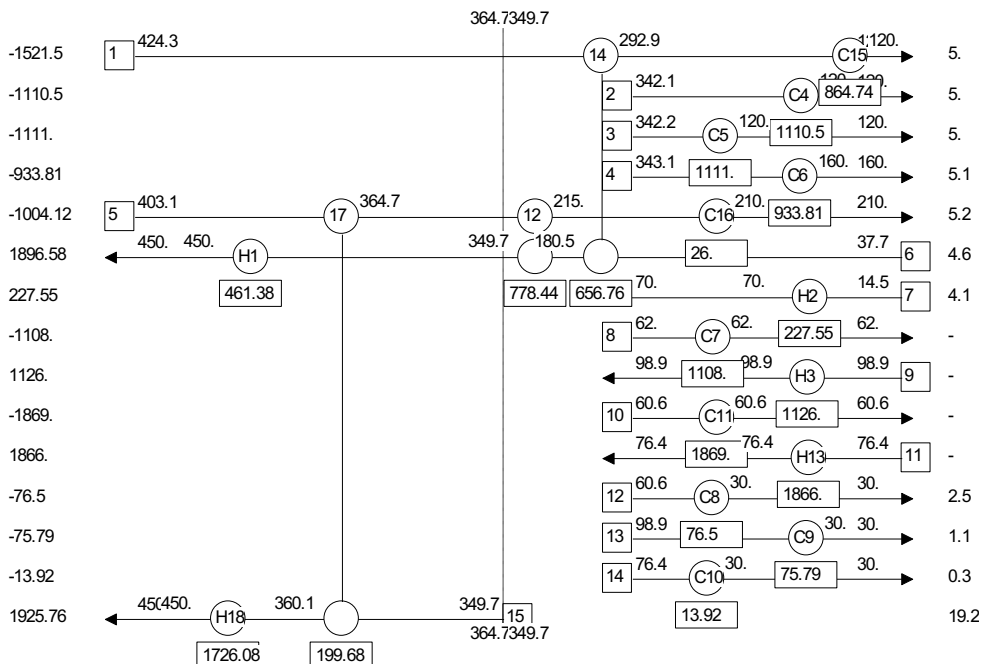 364.7 349.7
-1521.5 1 424.3 14 292.9 C15 120. 5.
-1110.5 2 342.1 C4 120. 120. 864.74 5.
-1111. 3 342.2 C5 120. 1110.5 120. 5.
-933.81 4 343.1 1111. C6 160. 160. 5.1
-1004.12 5 403.1 17 364.7 12 215. C16 210. 933.81 210. 5.2
1896.58 450. 450. H1 349.7 180.5 26. 37.7 6 4.6
227.55 461.38 778.44 656.76 70. 70. H2 14.5 7 4.1
-1108. 8 62. C7 62. 227.55 62. -
1126. 98.9 1108. 98.9 H3 98.9 9 -
-1869. 10 60.6 C11 60.6 1126. 60.6 -
1866. 76.4 1869. 76.4 H13 76.4 11 -
-76.5 12 60.6 C8 30. 1866. 30. 2.5
-75.79 13 98.9 76.5 C9 30. 30. 1.1
-13.92 14 76.4 C10 30. 75.79 30. 0.3
1925.76 450. H18 360.1 349.7 15 13.92 19.2
364.7 349.7
1726.08 199.68